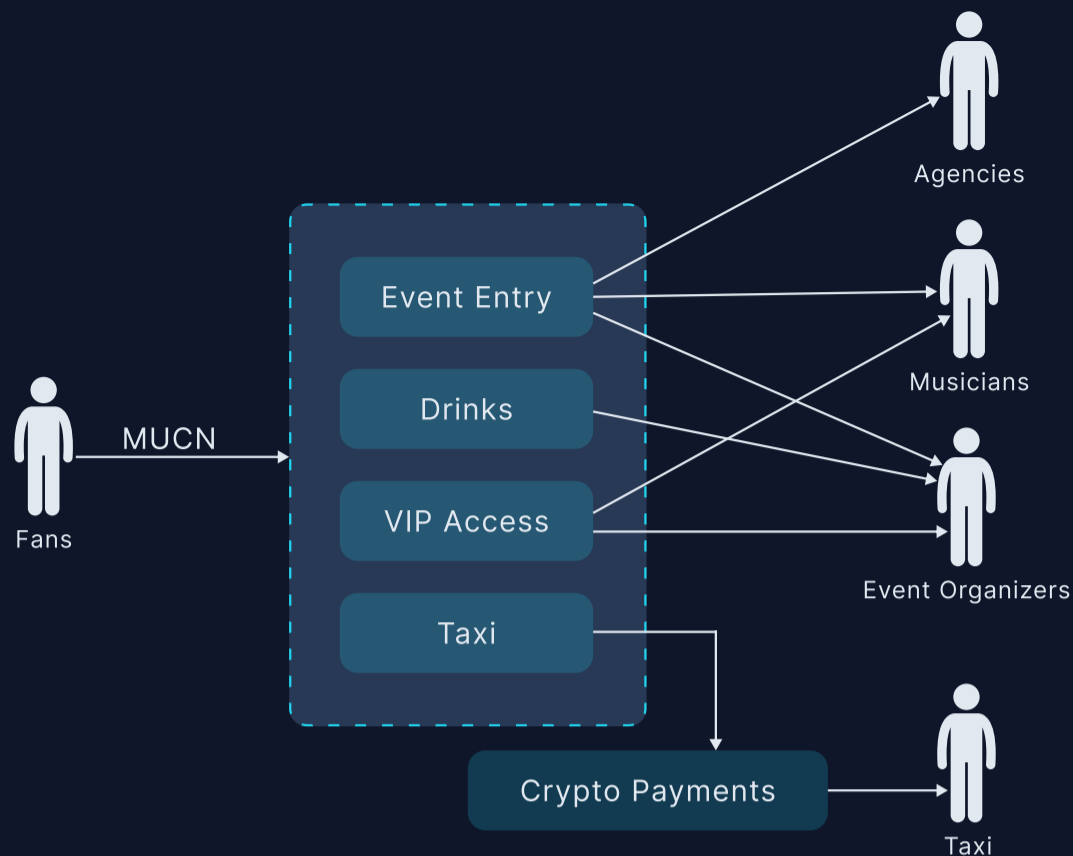 Agencies
Event Entry
Musicians
Drinks
MUCN
VIP Access
Fans
Event Organizers
Taxi
Crypto Payments
Taxi